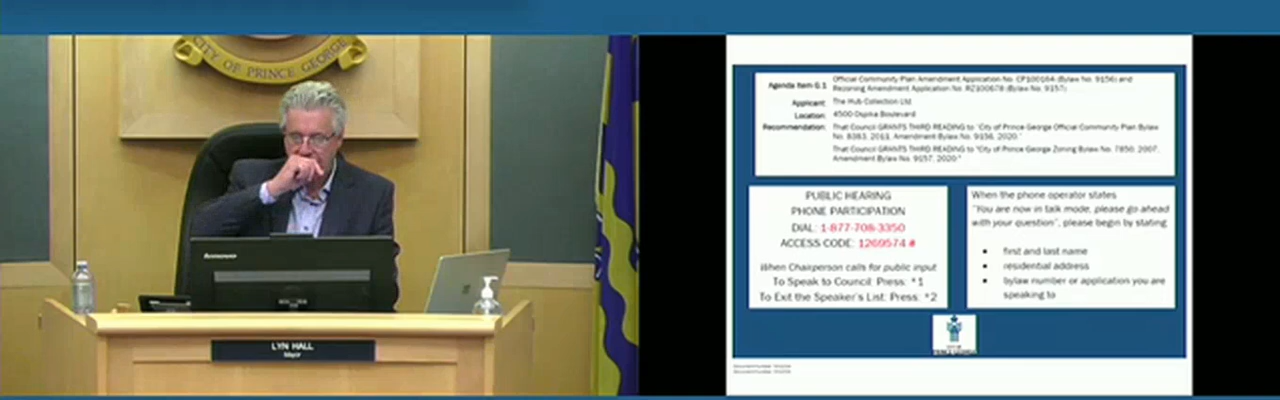 CITY OF PRINCE GEORGE
lenovo
LYN HALL
Mayor
Agenda Item G.1
Official Community Plan Amendment Application No. CP100164 (Bylaw No. 9156) and
Rezoning Amendment Application No. RZ100678 (Bylaw No. 9157)
Applicant: The Hub Collection Ltd.
Location: 4500 Ospika Boulevard
Recommendation: That Council GRANTS THIRD READING to "City of Prince George Official Community Plan Bylaw
No. 8383, 2011, Amendment Bylaw No. 9156, 2020."
That Council GRANTS THIRD READING to "City of Prince George Zoning Bylaw No. 7850, 2007,
Amendment Bylaw No. 9157, 2020."
PUBLIC HEARING
PHONE PARTICIPATION
DIAL: 1-877-708-3350
ACCESS CODE: 1269574 #
When Chairperson calls for public input
To Speak to Council: Press: *1
To Exit the Speaker's List: Press: *2
When the phone operator states
"You are now in talk mode, please go ahead
with your question", please begin by stating
• first and last name
• residential address
• bylaw number or application you are
speaking to
CITY OF
PRINCE GEORGE